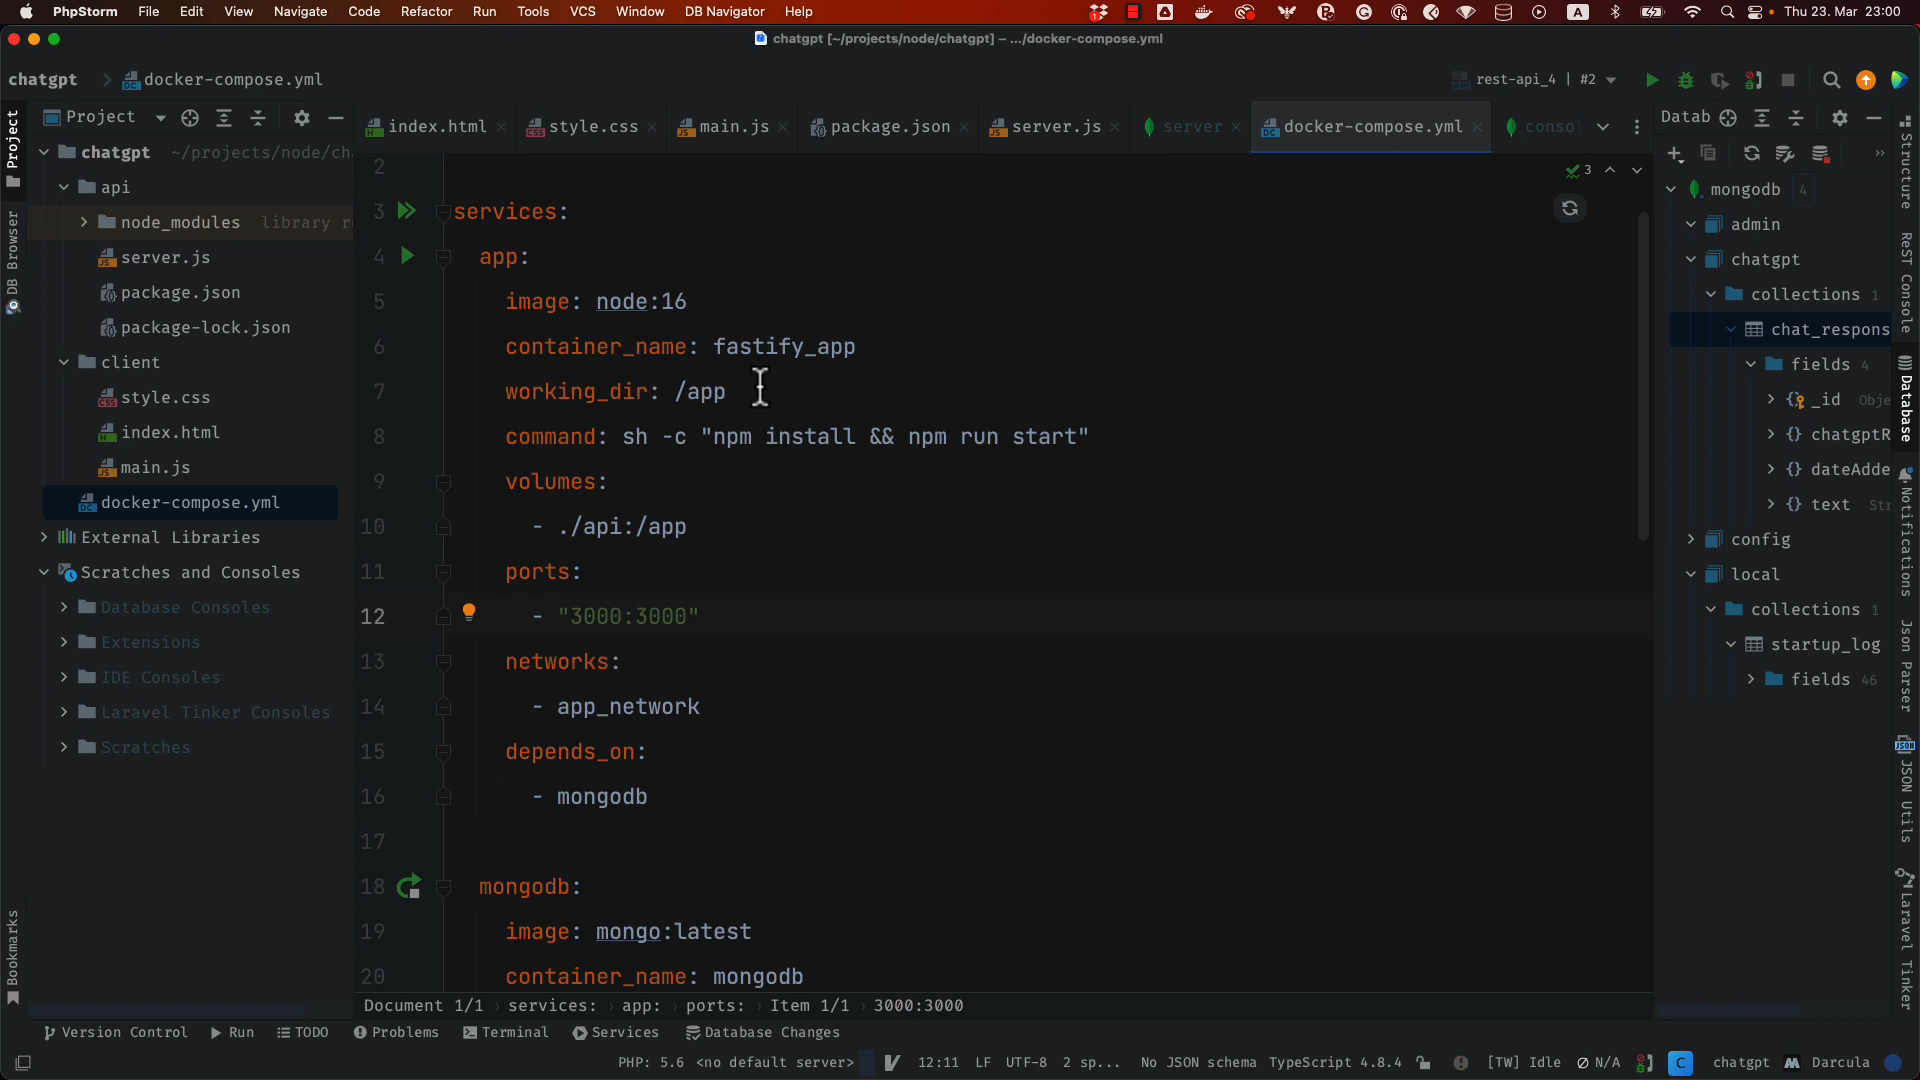 PhpStorm File Edit View Navigate Code Refactor Run Tools VCS Window DB Navigator Help Thu 23. Mar 23:00
chatgpt [~/projects/node/chatgpt] – .../docker-compose.yml
chatgpt docker-compose.yml rest-api_4 | #2
Project index.html style.css main.js package.json server.js server docker-compose.yml conso Datab
chatgpt ~/projects/node/ch
api
node_modules library r
server.js
package.json
package-lock.json
client
style.css
index.html
main.js
docker-compose.yml
External Libraries
Scratches and Consoles
Database Consoles
Extensions
IDE Consoles
Laravel Tinker Consoles
Scratches
Project
DB Browser
Bookmarks
2
3 services:
4 app:
5 image: node:16
6 container_name: fastify_app
7 working_dir: /app
8 command: sh -c "npm install && npm run start"
9 volumes:
10 - ./api:/app
11 ports:
12 - "3000:3000"
13 networks:
14 - app_network
15 depends_on:
16 - mongodb
17
18 mongodb:
19 image: mongo:latest
20 container_name: mongodb
3
mongodb 4
admin
chatgpt
collections 1
chat_respons
fields 4
_id Obje
chatgptR
dateAdde
text Str
config
local
collections 1
startup_log
fields 46
Structure
ReST Console
Database
Notifications
Json Parser
JSON Utils
Laravel Tinker
Document 1/1 services: app: ports: Item 1/1 3000:3000
Version Control Run TODO Problems Terminal Services Database Changes
PHP: 5.6 <no default server> 12:11 LF UTF-8 2 sp... No JSON schema TypeScript 4.8.4 [TW] Idle N/A C chatgpt Darcula